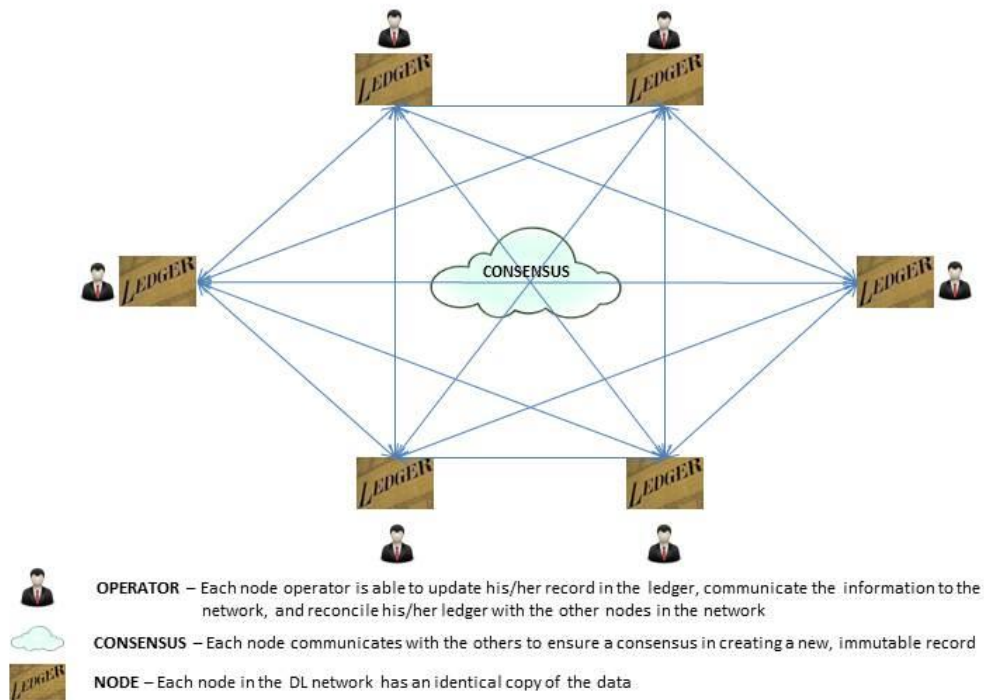 LEDGER
LEDGER
LEDGER
CONSENSUS
LEDGER
LEDGER
LEDGER
OPERATOR – Each node operator is able to update his/her record in the ledger, communicate the information to the
network, and reconcile his/her ledger with the other nodes in the network
CONSENSUS – Each node communicates with the others to ensure a consensus in creating a new, immutable record
LEDGER
NODE – Each node in the DL network has an identical copy of the data